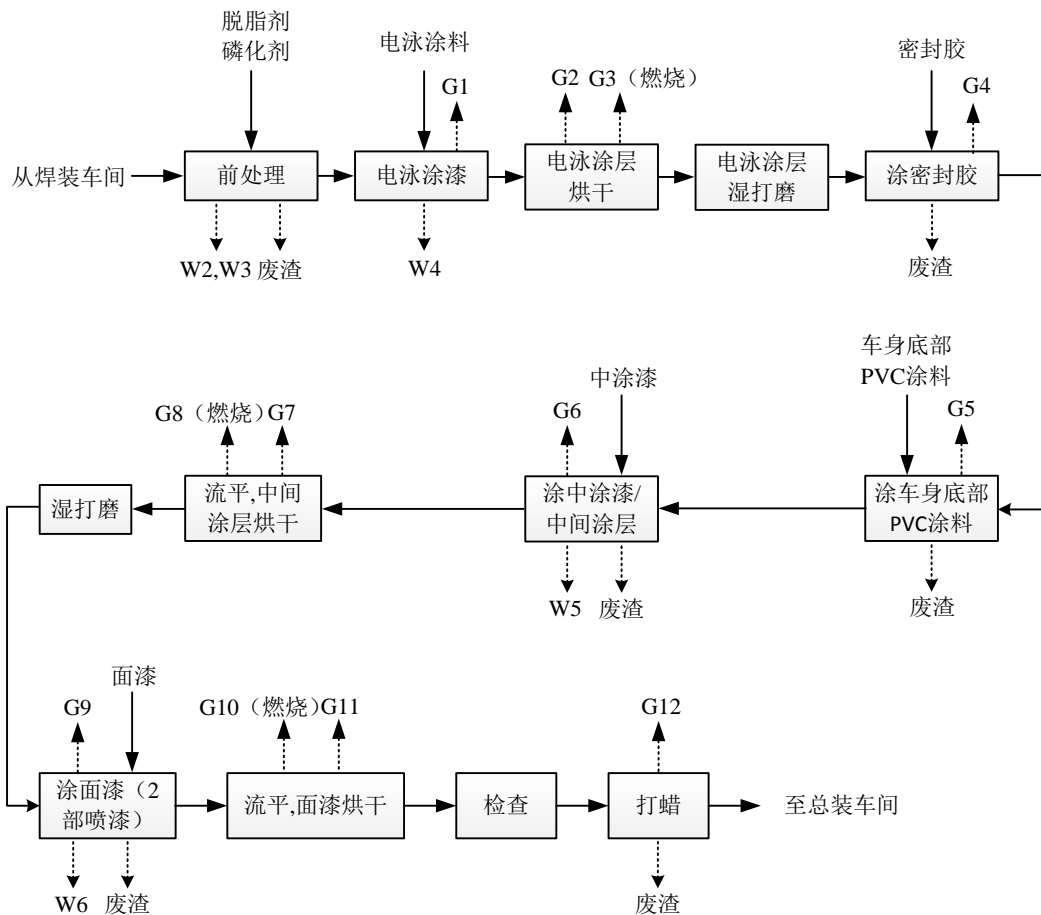 脱脂剂
磷化剂
电泳涂料
G1
G2
G3（燃烧）
密封胶
G4
从焊装车间
前处理
电泳涂漆
电泳涂层
烘干
电泳涂层
湿打磨
涂密封胶
W2,W3
废渣
W4
废渣
车身底部
PVC涂料
G5
中涂漆
G6
G8（燃烧）
G7
湿打磨
流平,中间
涂层烘干
涂中涂漆/
中间涂层
涂车身底部
PVC涂料
W5
废渣
废渣
面漆
G9
G10（燃烧）
G11
G12
涂面漆（2
部喷漆）
流平,面漆烘干
检查
打蜡
至总装车间
W6
废渣
废渣